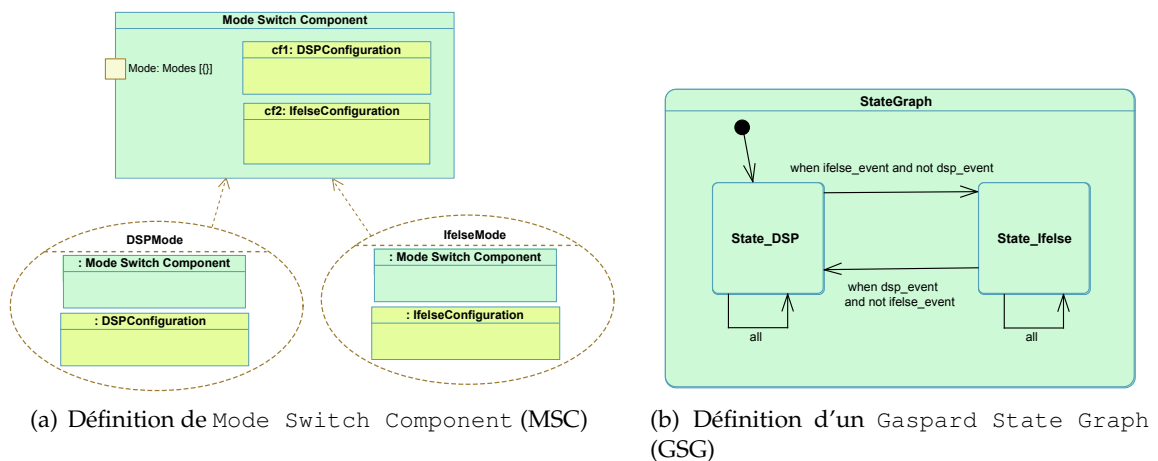 Mode Switch Component
cf1: DSPConfiguration
Mode: Modes [{}]
cf2: IfelseConfiguration
DSPMode
: Mode Switch Component
: DSPConfiguration
IfelseMode
: Mode Switch Component
: IfelseConfiguration
(a) Définition de Mode Switch Component (MSC)
StateGraph
when ifelse_event and not dsp_event
State_DSP
State_Ifelse
when dsp_event
and not ifelse_event
all
all
(b) Définition d'un Gaspard State Graph
(GSG)